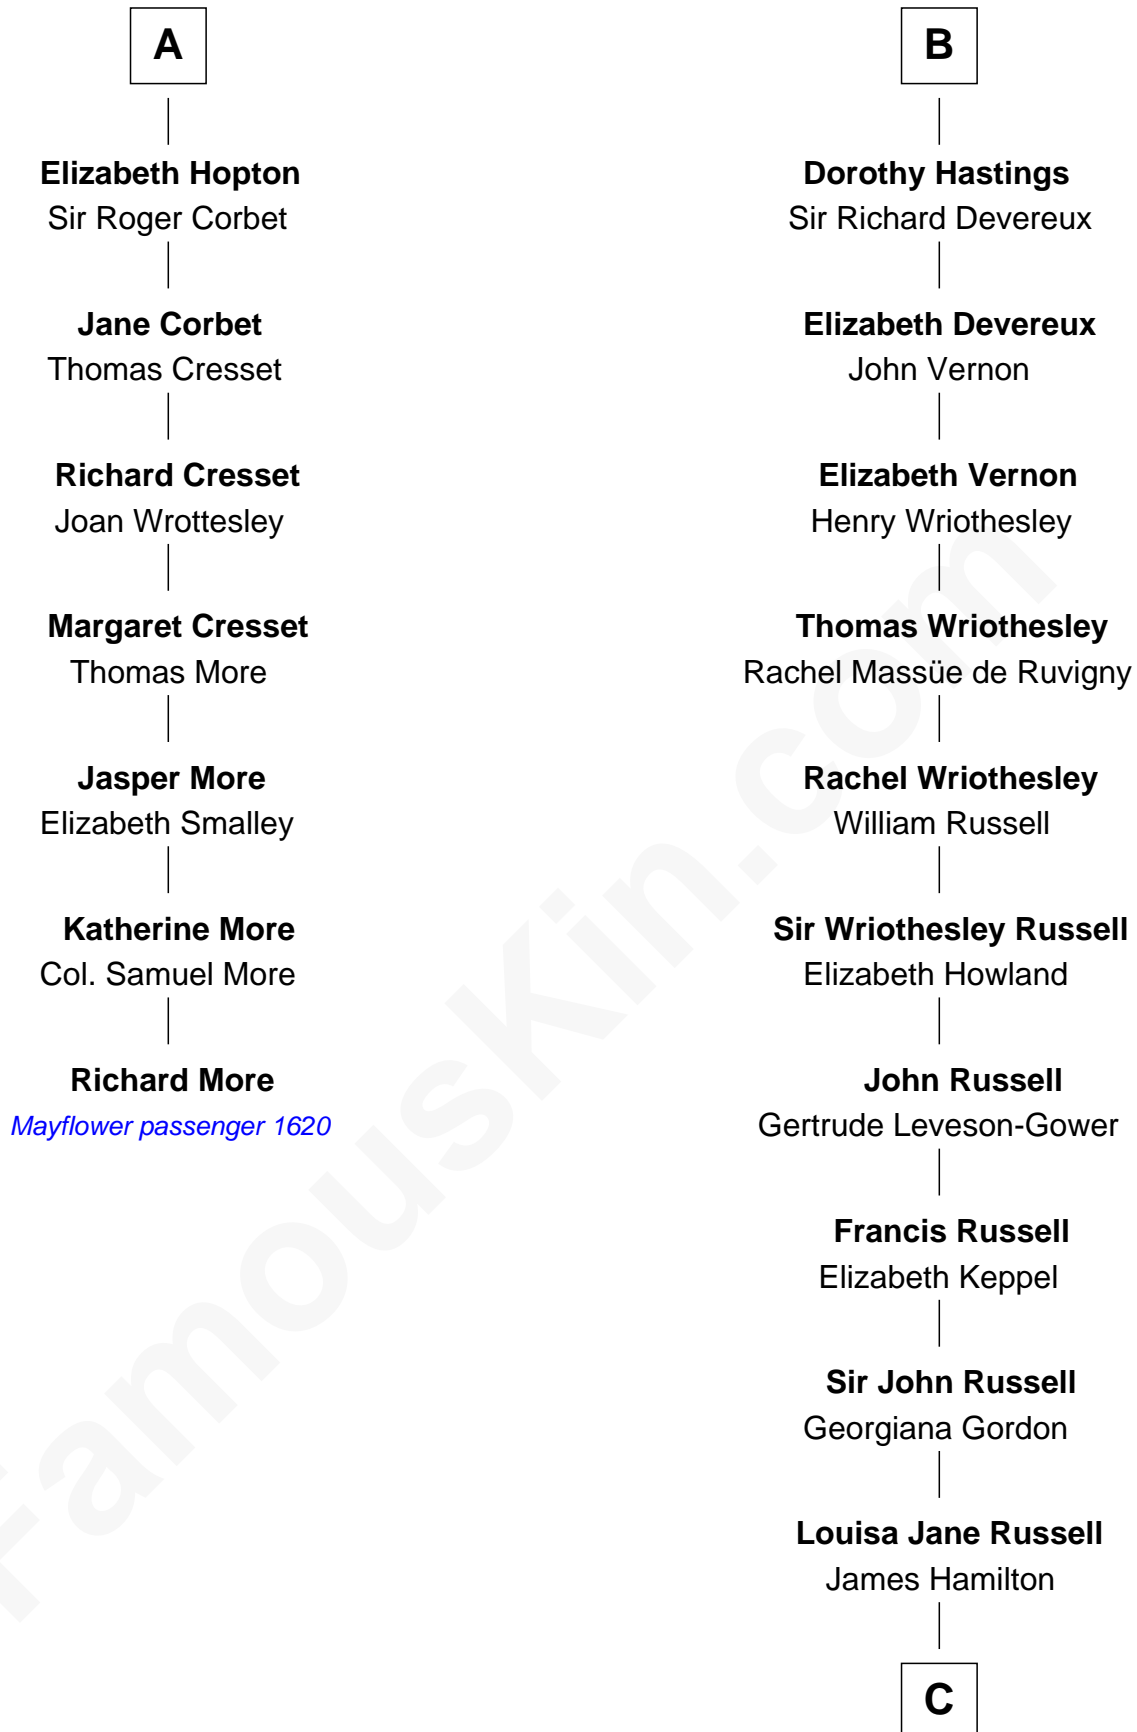 A
Elizabeth Hopton
Sir Roger Corbet
Jane Corbet
Thomas Cresset
Richard Cresset
Joan Wrottesley
Margaret Cresset
Thomas More
Jasper More
Elizabeth Smalley
Katherine More
Col. Samuel More
Richard More
Mayflower passenger 1620
B
Dorothy Hastings
Sir Richard Devereux
Elizabeth Devereux
John Vernon
Elizabeth Vernon
Henry Wriothesley
Thomas Wriothesley
Rachel Massüe de Ruvigny
Rachel Wriothesley
William Russell
Sir Wriothesley Russell
Elizabeth Howland
John Russell
Gertrude Leveson-Gower
Francis Russell
Elizabeth Keppel
Sir John Russell
Georgiana Gordon
Louisa Jane Russell
James Hamilton
C
FamousKin.com